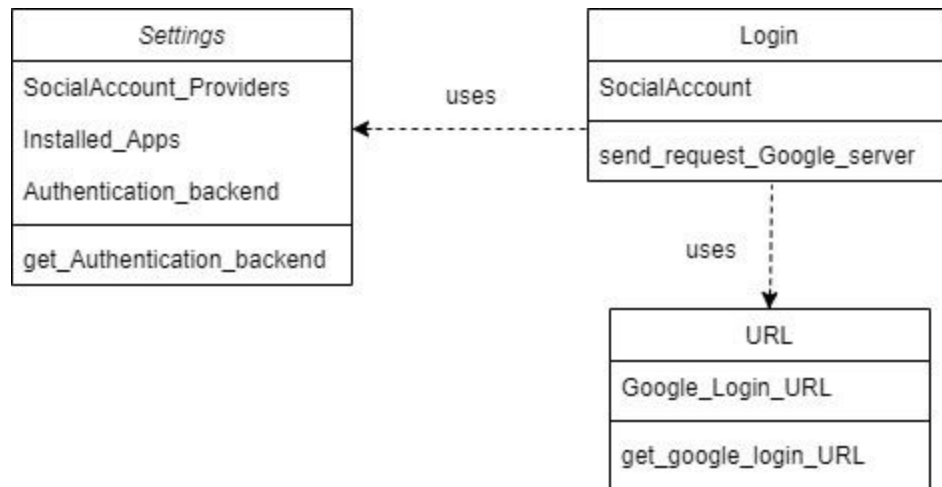 Settings
SocialAccount_Providers
Installed_Apps
Authentication_backend
get_Authentication_backend
uses
Login
SocialAccount
send_request_Google_server
uses
URL
Google_Login_URL
get_google_login_URL